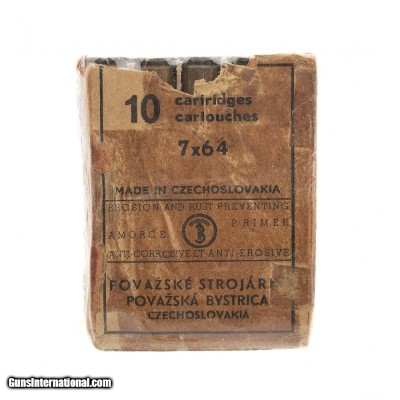 10 cartridges
cartouches
7x64
MADE IN CZECHOSLOVAKIA
EROSION AND RUST PREVENTING
AMORCE PRIMER
ANTI-CORROSIVE ET ANTI-EROSIVE
POVAŽSKÉ STROJÁR
POVAŽSKÁ BYSTRICA
CZECHOSLOVAKIA
GunsInternational.com